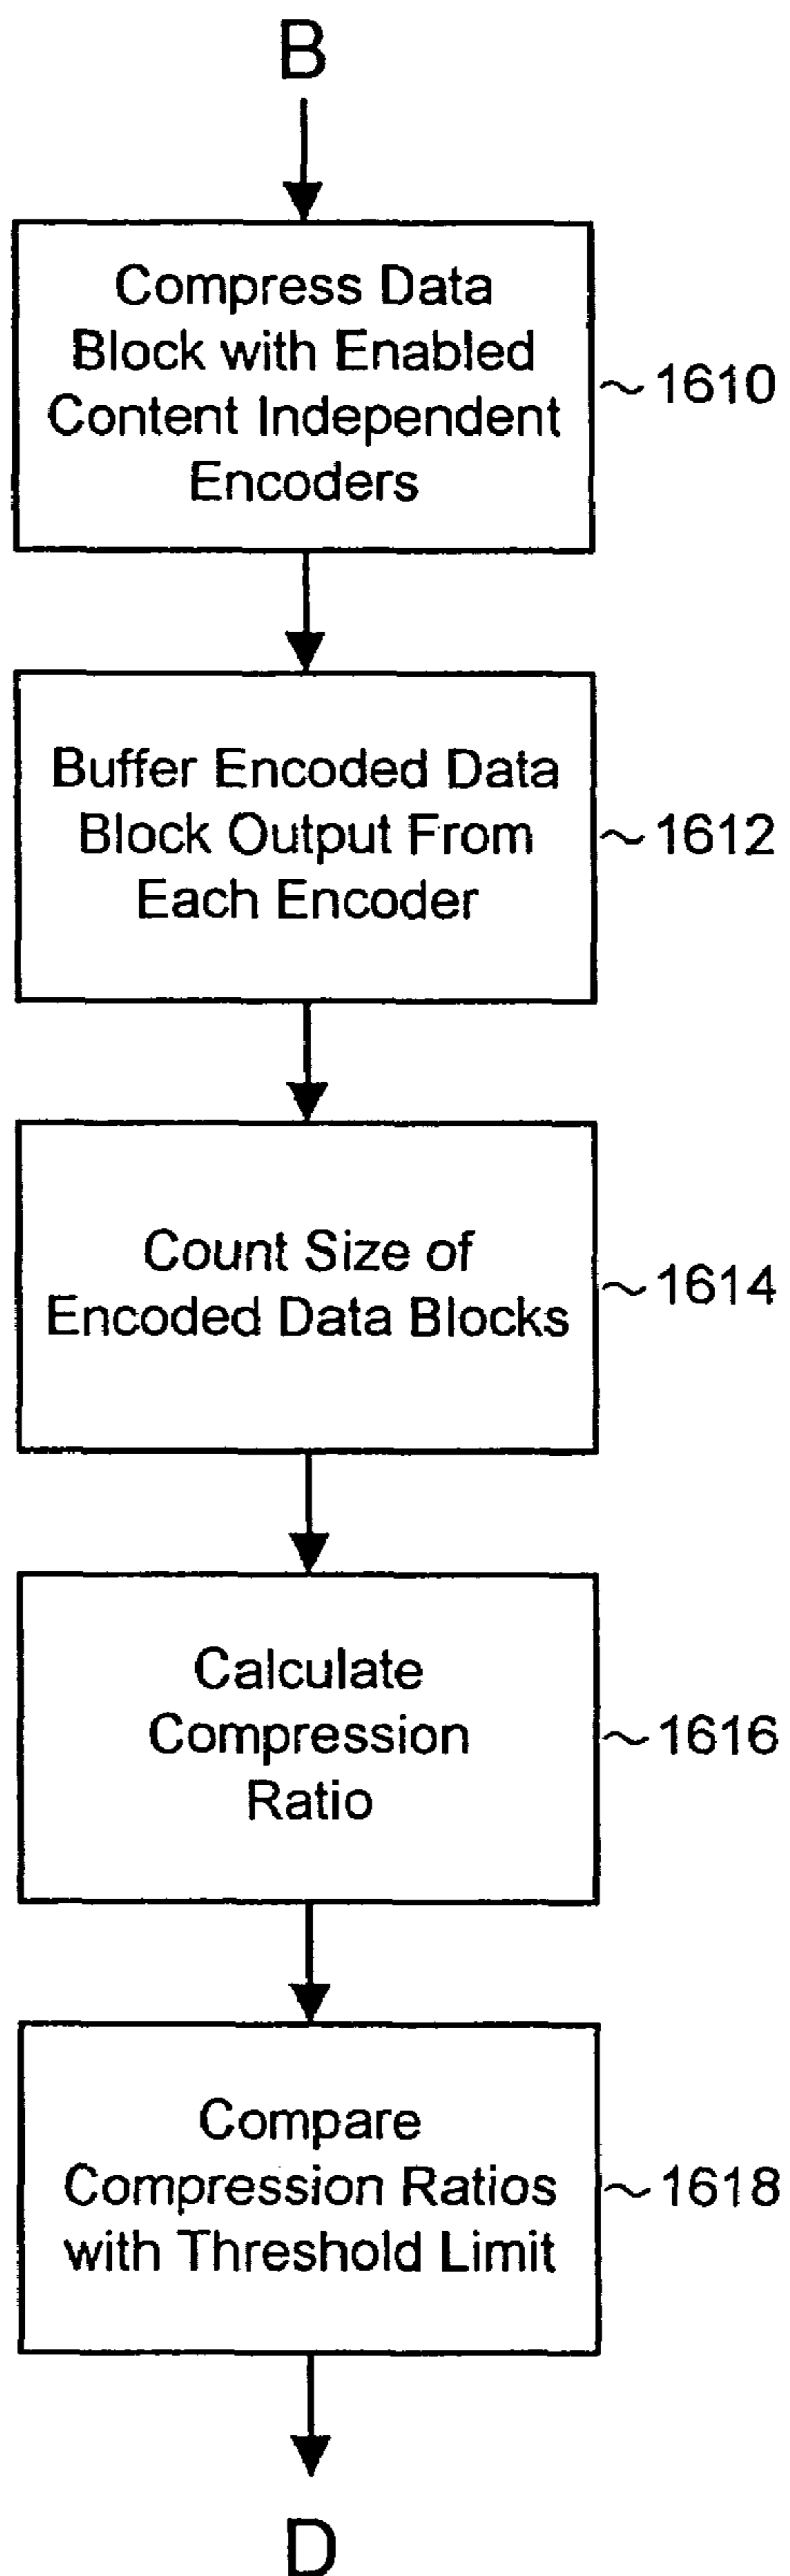 B
Compress Data
Block with Enabled
Content Independent
Encoders
~1610
Buffer Encoded Data
Block Output From
Each Encoder
~1612
Count Size of
Encoded Data Blocks
~1614
Calculate
Compression
Ratio
~1616
Compare
Compression Ratios
with Threshold Limit
~1618
D